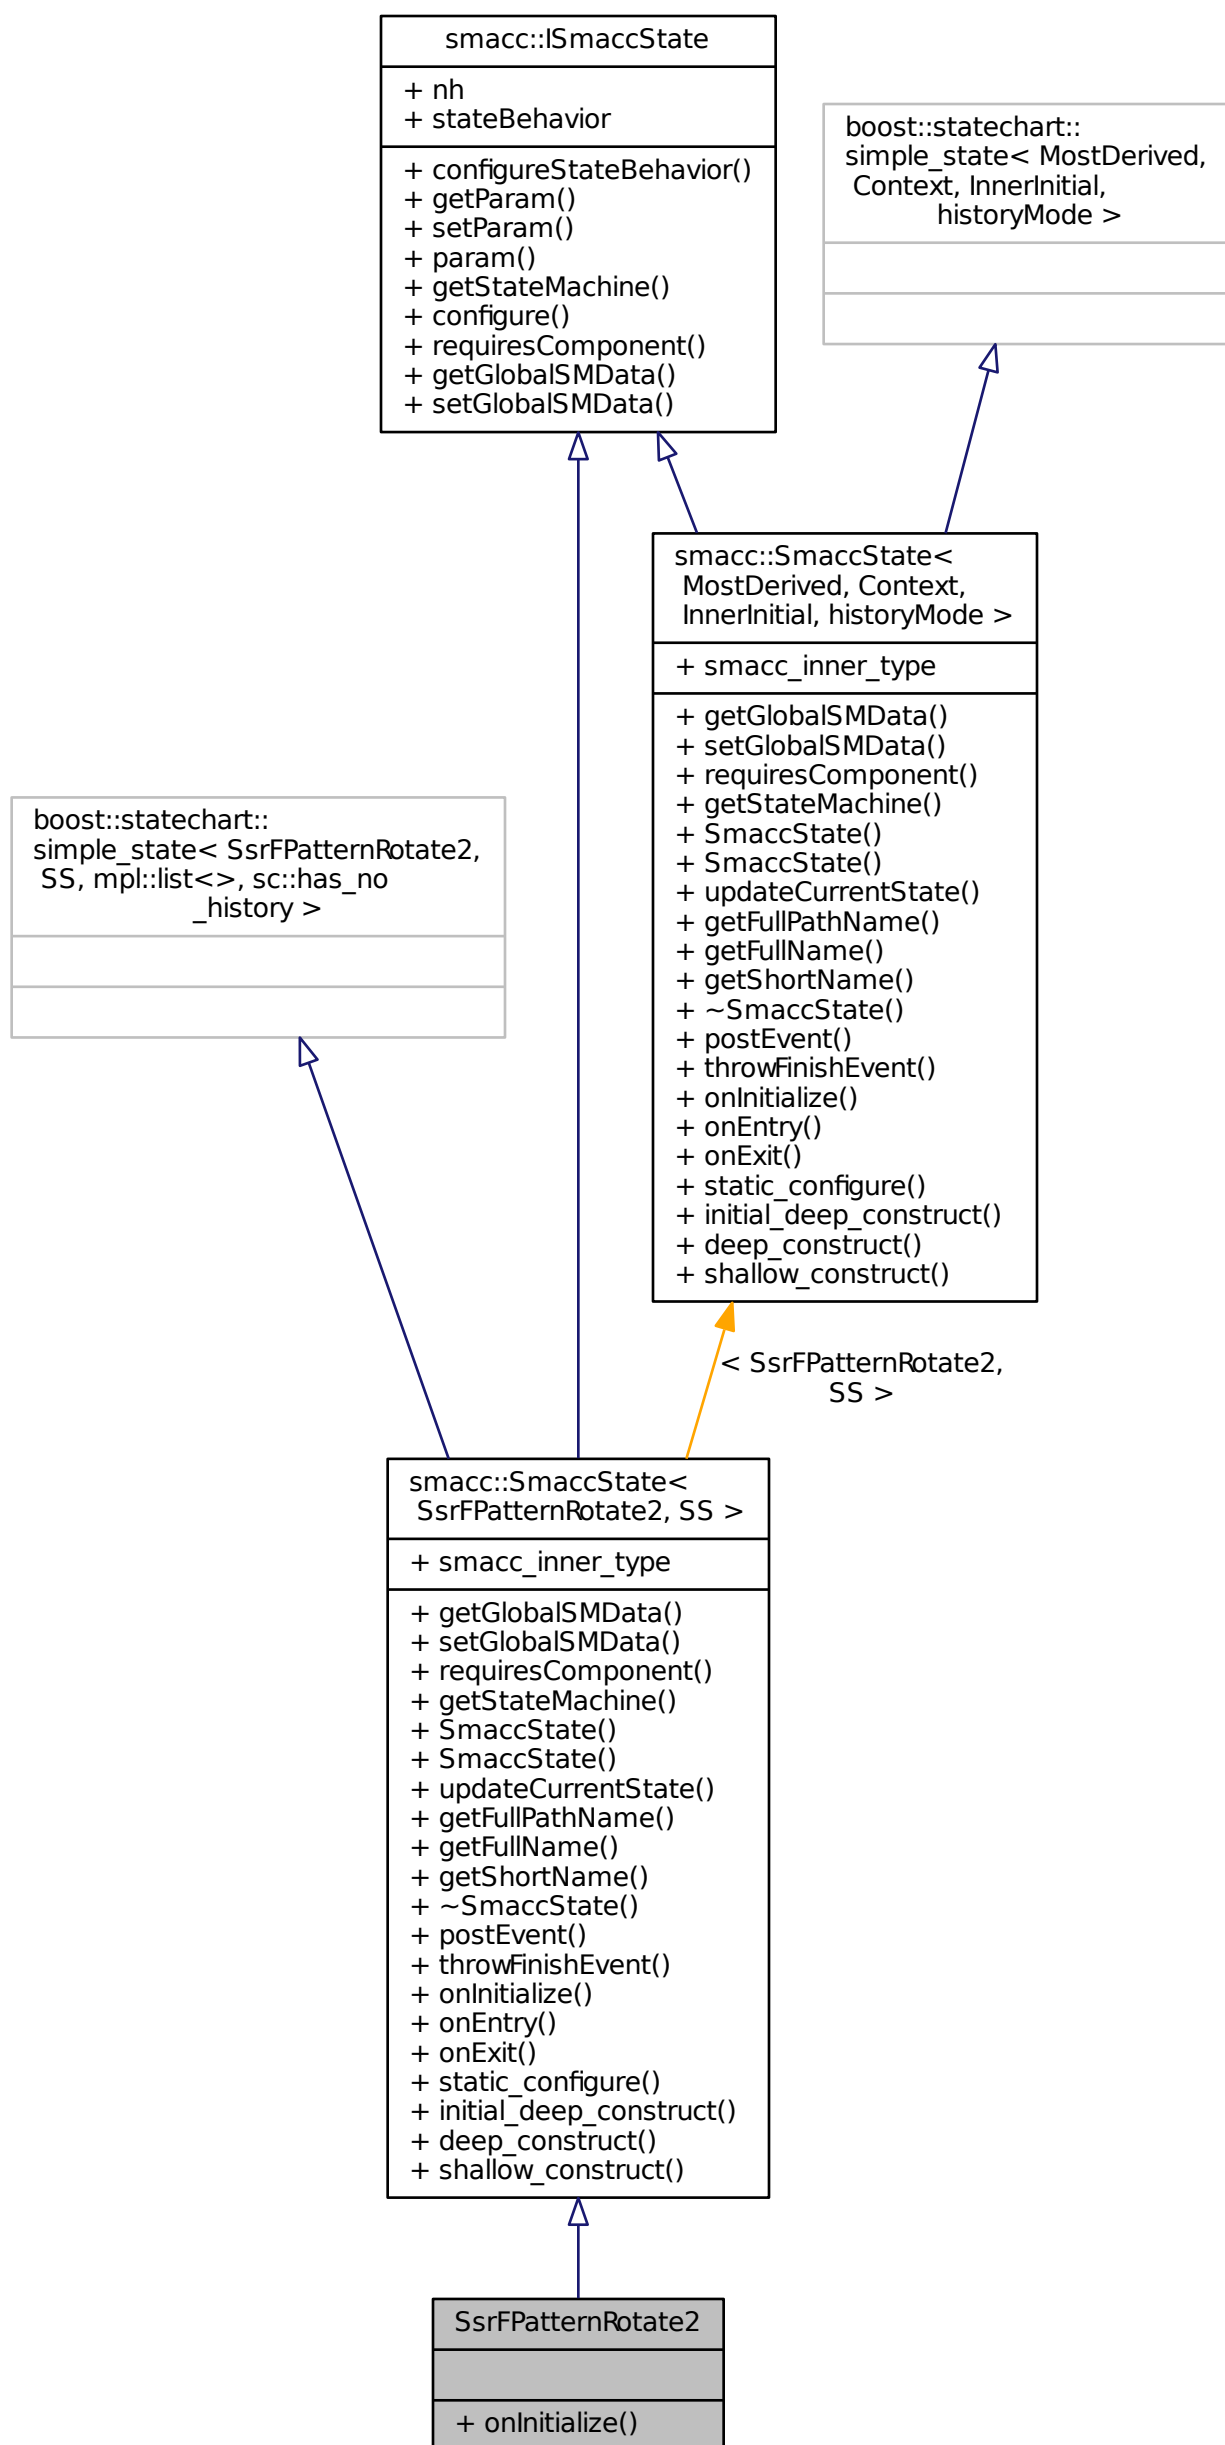 smacc::ISmaccState
+ nh
+ stateBehavior
+ configureStateBehavior()
+ getParam()
+ setParam()
+ param()
+ getStateMachine()
+ configure()
+ requiresComponent()
+ getGlobalSMData()
+ setGlobalSMData()
boost::statechart::
simple_state< MostDerived,
Context, InnerInitial,
historyMode >
smacc::SmaccState<
MostDerived, Context,
InnerInitial, historyMode >
+ smacc_inner_type
+ getGlobalSMData()
+ setGlobalSMData()
+ requiresComponent()
+ getStateMachine()
+ SmaccState()
+ SmaccState()
+ updateCurrentState()
+ getFullPathName()
+ getFullName()
+ getShortName()
+ ~SmaccState()
+ postEvent()
+ throwFinishEvent()
+ onInitialize()
+ onEntry()
+ onExit()
+ static_configure()
+ initial_deep_construct()
+ deep_construct()
+ shallow_construct()
boost::statechart::
simple_state< SsrFPatternRotate2,
SS, mpl::list<>, sc::has_no
_history >
< SsrFPatternRotate2,
SS >
smacc::SmaccState<
SsrFPatternRotate2, SS >
+ smacc_inner_type
+ getGlobalSMData()
+ setGlobalSMData()
+ requiresComponent()
+ getStateMachine()
+ SmaccState()
+ SmaccState()
+ updateCurrentState()
+ getFullPathName()
+ getFullName()
+ getShortName()
+ ~SmaccState()
+ postEvent()
+ throwFinishEvent()
+ onInitialize()
+ onEntry()
+ onExit()
+ static_configure()
+ initial_deep_construct()
+ deep_construct()
+ shallow_construct()
SsrFPatternRotate2
+ onInitialize()